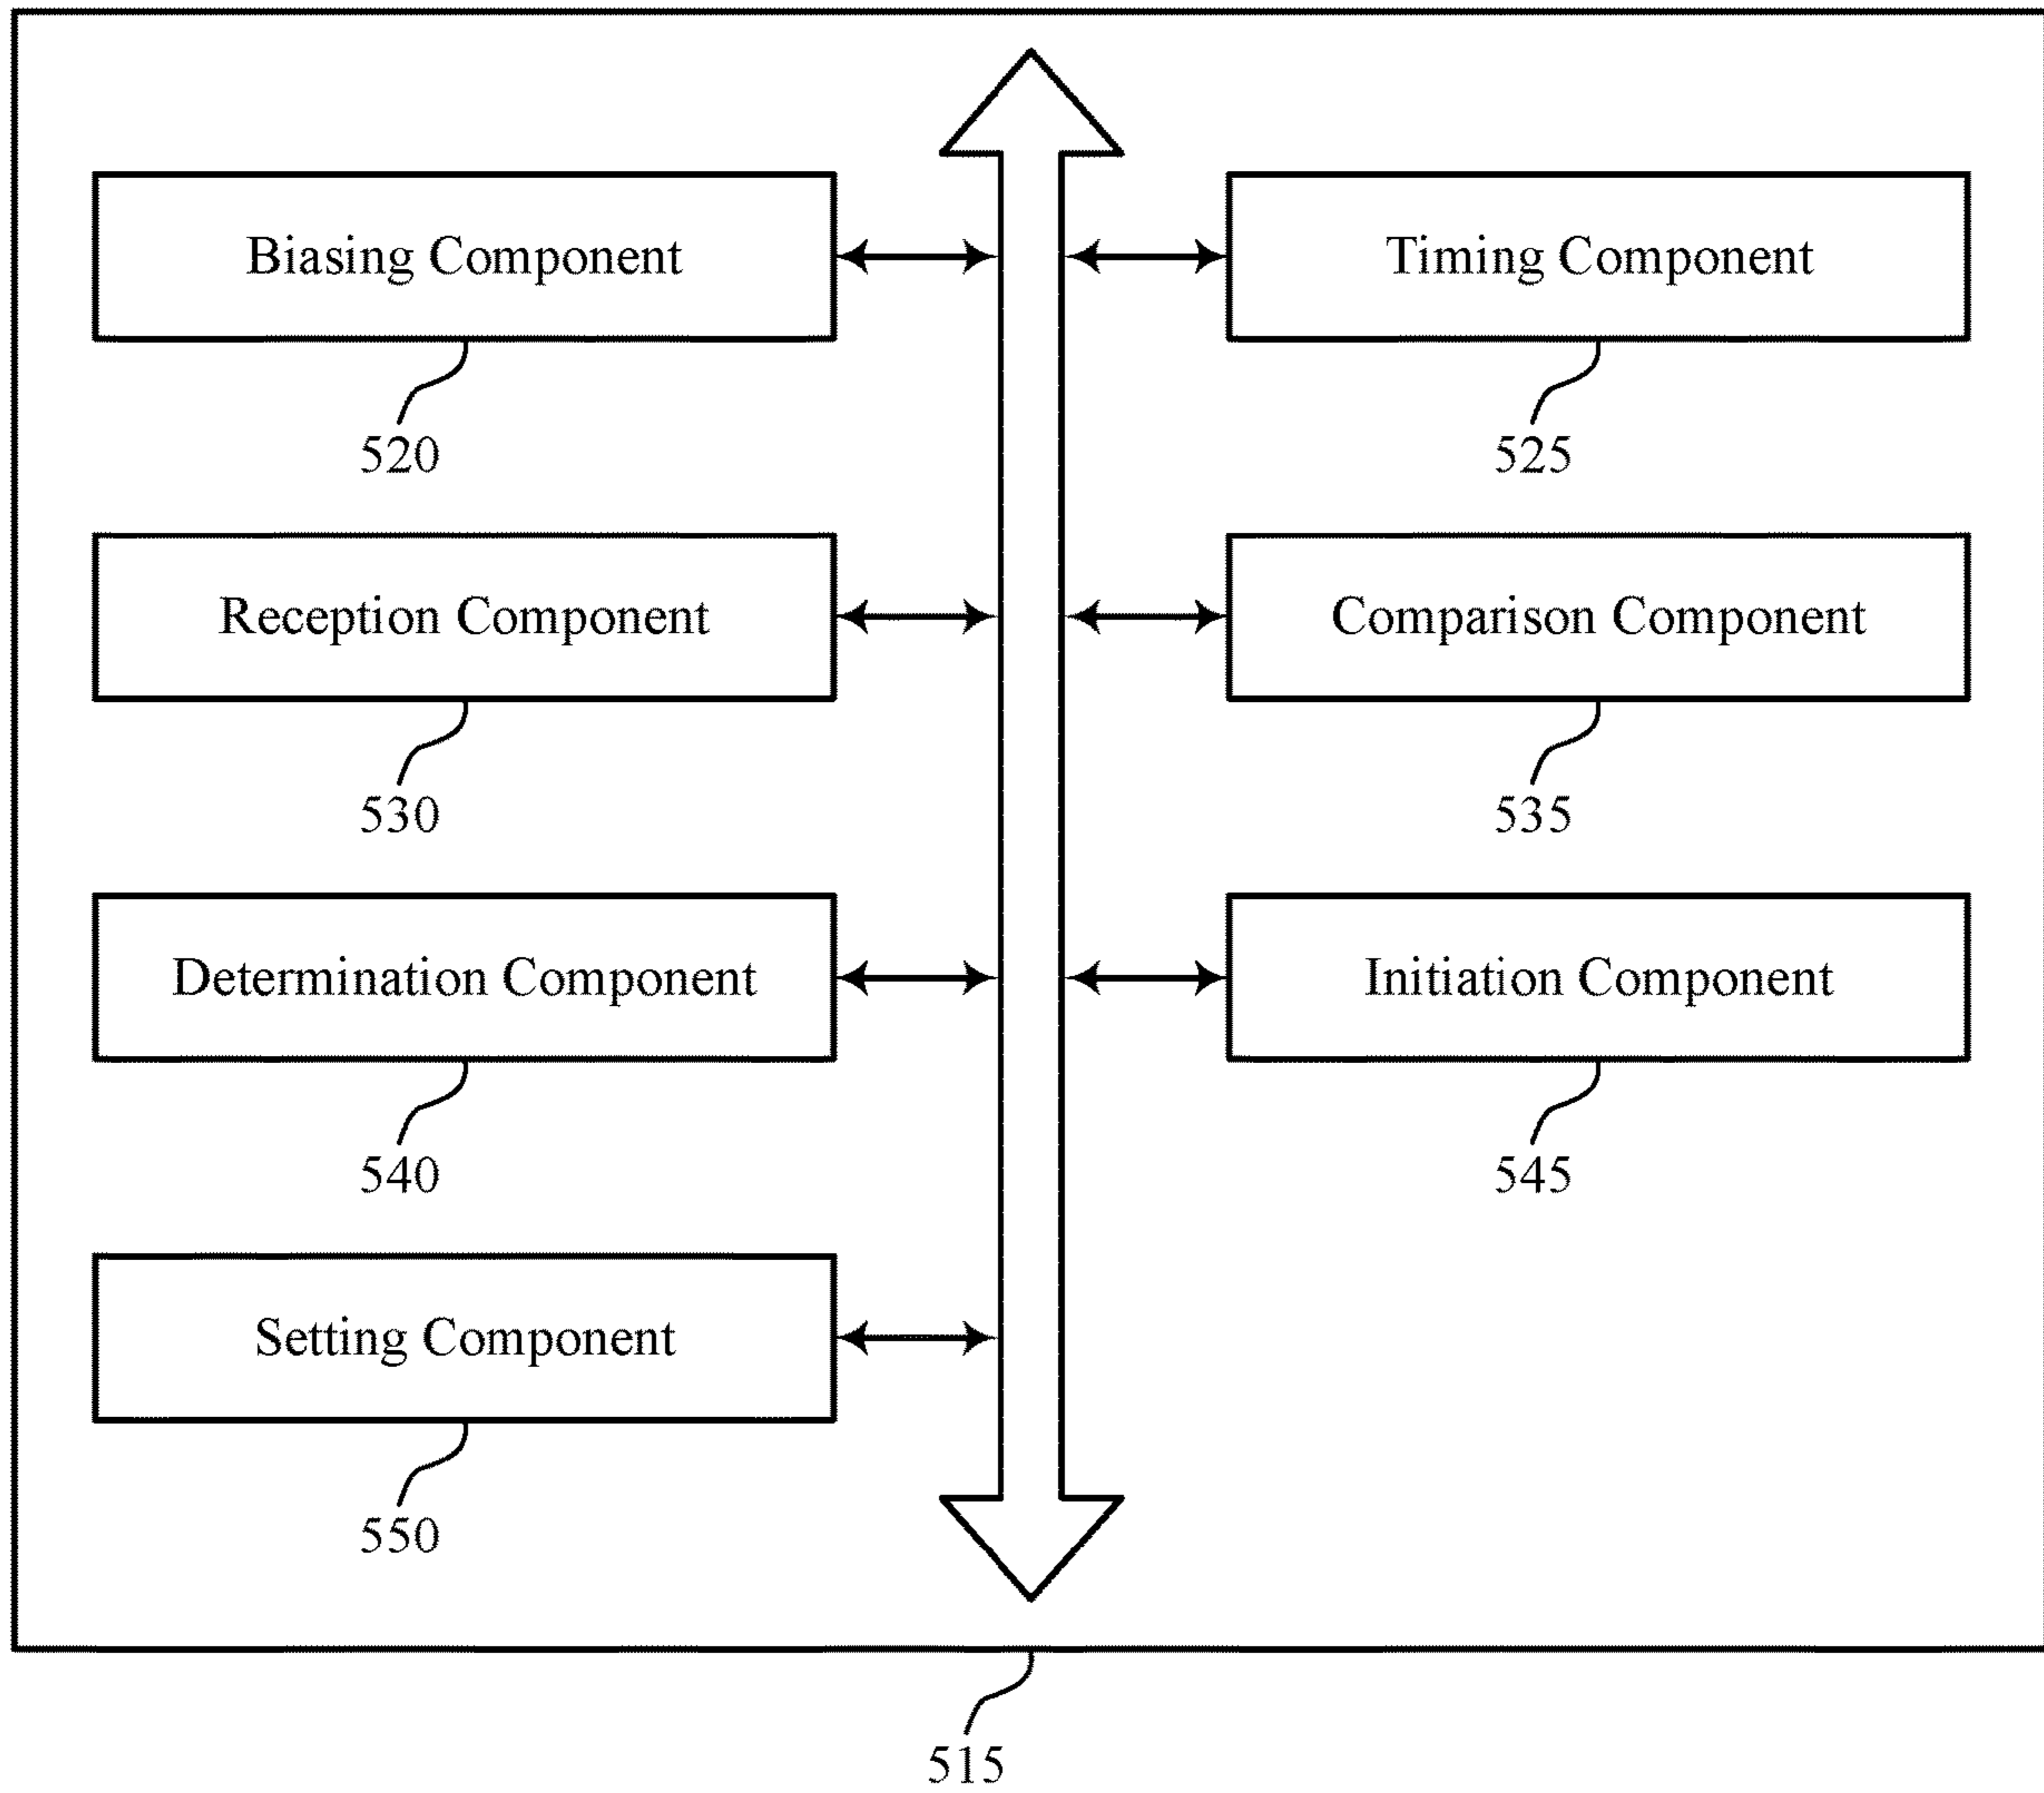 Biasing Component
Timing Component
520
525
Reception Component
Comparison Component
530
535
Determination Component
Initiation Component
540
545
Setting Component
550
515